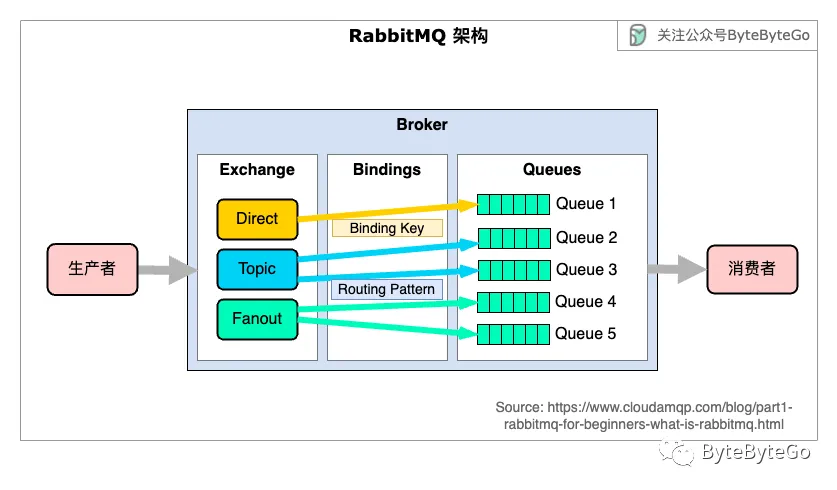 RabbitMQ 架构
关注公众号ByteByteGo
Broker
Exchange
Bindings
Queues
Direct
Topic
Fanout
Binding Key
Routing Pattern
Queue 1
Queue 2
Queue 3
Queue 4
Queue 5
生产者
消费者
Source: https://www.cloudamqp.com/blog/part1-
rabbitmq-for-beginners-what-is-rabbitmq.html
ByteByteGo